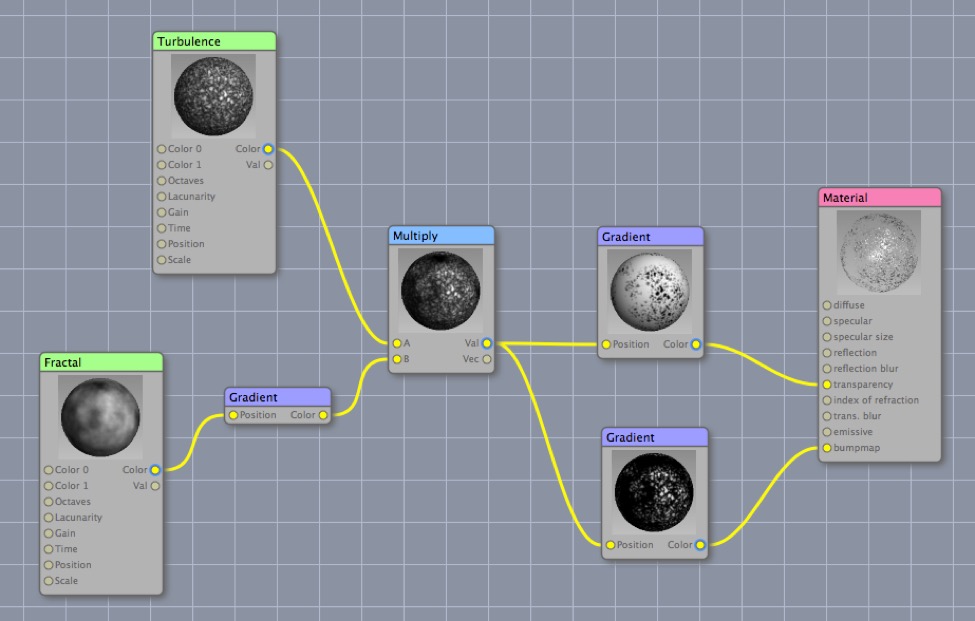 Turbulence
Color 0 Color
Color 1 Val
Octaves
Lacunarity
Gain
Time
Position
Scale
Fractal
Color 0 Color
Color 1 Val
Octaves
Lacunarity
Gain
Time
Position
Scale
Gradient
Position Color
Multiply
A Val
B Vec
Gradient
Position Color
Gradient
Position Color
Material
diffuse
specular
specular size
reflection
reflection blur
transparency
index of refraction
trans. blur
emissive
bumpmap